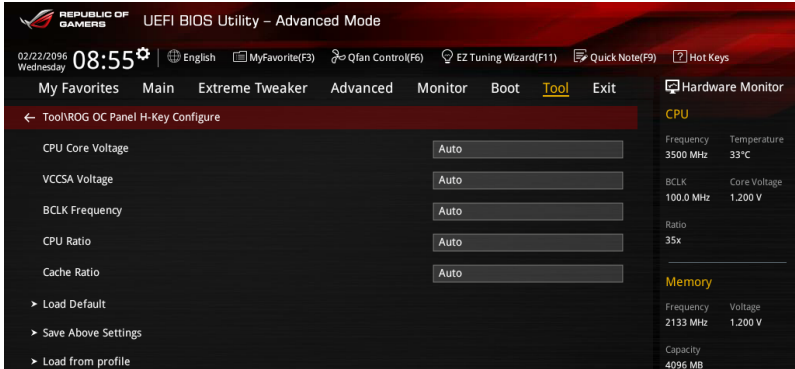 REPUBLIC OF
GAMERS
UEFI BIOS Utility – Advanced Mode
02/22/2096
Wednesday
08:55
English
MyFavorite(F3)
Qfan Control(F6)
EZ Tuning Wizard(F11)
Quick Note(F9)
? Hot Keys
My Favorites
Main
Extreme Tweaker
Advanced
Monitor
Boot
Tool
Exit
Hardware Monitor
← Tool\ROG OC Panel H-Key Configure
CPU Core Voltage Auto
VCCSA Voltage Auto
BCLK Frequency Auto
CPU Ratio Auto
Cache Ratio Auto
> Load Default
> Save Above Settings
> Load from profile
CPU
Frequency Temperature
3500 MHz 33°C
BCLK Core Voltage
100.0 MHz 1.200 V
Ratio
35x
Memory
Frequency Voltage
2133 MHz 1.200 V
Capacity
4096 MB